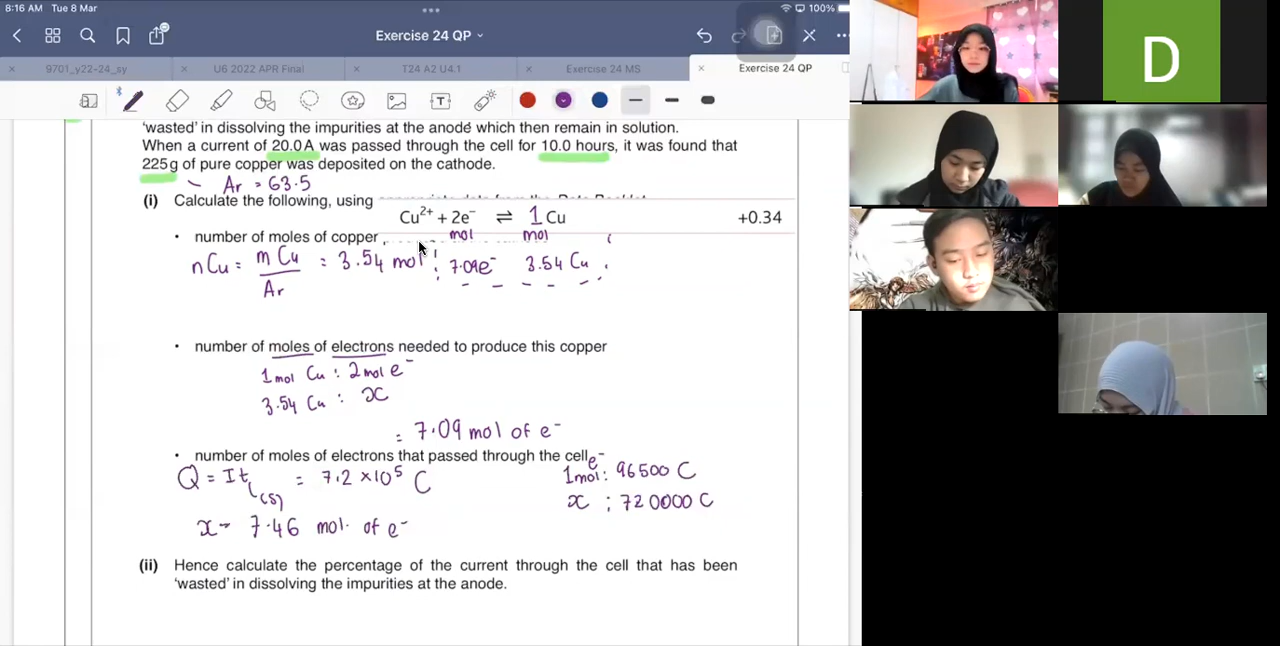 8:16 AM Tue 8 Mar
100%
Exercise 24 QP
9701_y22-24_sy
U6 2022 APR Final
T24 A2 U4.1
Exercise 24 MS
Exercise 24 QP
'wasted' in dissolving the impurities at the anode which then remain in solution.
When a current of 20.0 A was passed through the cell for 10.0 hours, it was found that
225 g of pure copper was deposited on the cathode.
Ar = 63.5
(i) Calculate the following, using
Cu2+ + 2e– ⇌ 1 Cu +0.34
mol mol
• number of moles of copper
nCu = mCu/Ar = 3.54 mol : 7.09e– 3.54 Cu
• number of moles of electrons needed to produce this copper
1mol Cu : 2mol e–
3.54 Cu : x
= 7.09 mol of e–
• number of moles of electrons that passed through the cell
Q = It = 7.2 × 10^5 C
(s)
e–
1mol : 96500 C
x : 720000 C
x = 7.46 mol. of e–
(ii) Hence calculate the percentage of the current through the cell that has been
'wasted' in dissolving the impurities at the anode.
D